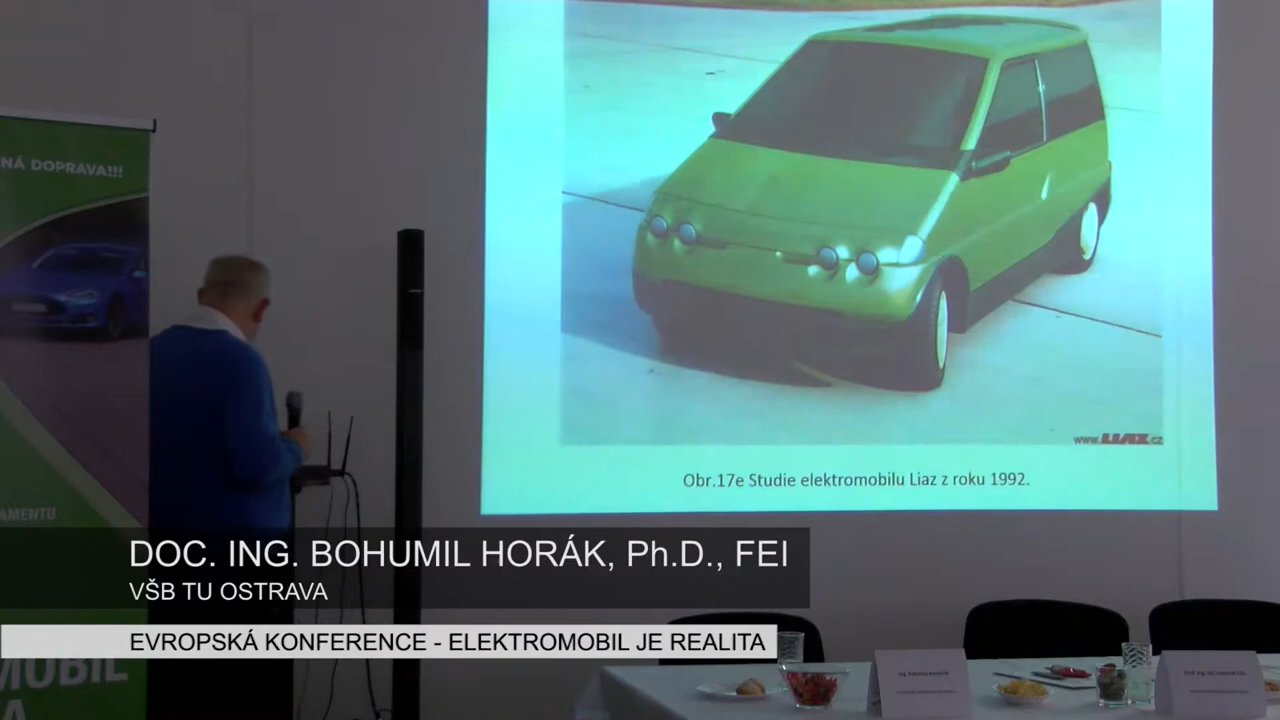 NÁ DOPRAVA!!!
www.LIAZ.cz
Obr.17e Studie elektromobilu Liaz z roku 1992.
AMENTU
DOC. ING. BOHUMIL HORÁK, Ph.D., FEI
VŠB TU OSTRAVA
EVROPSKÁ KONFERENCE - ELEKTROMOBIL JE REALITA
MOBIL